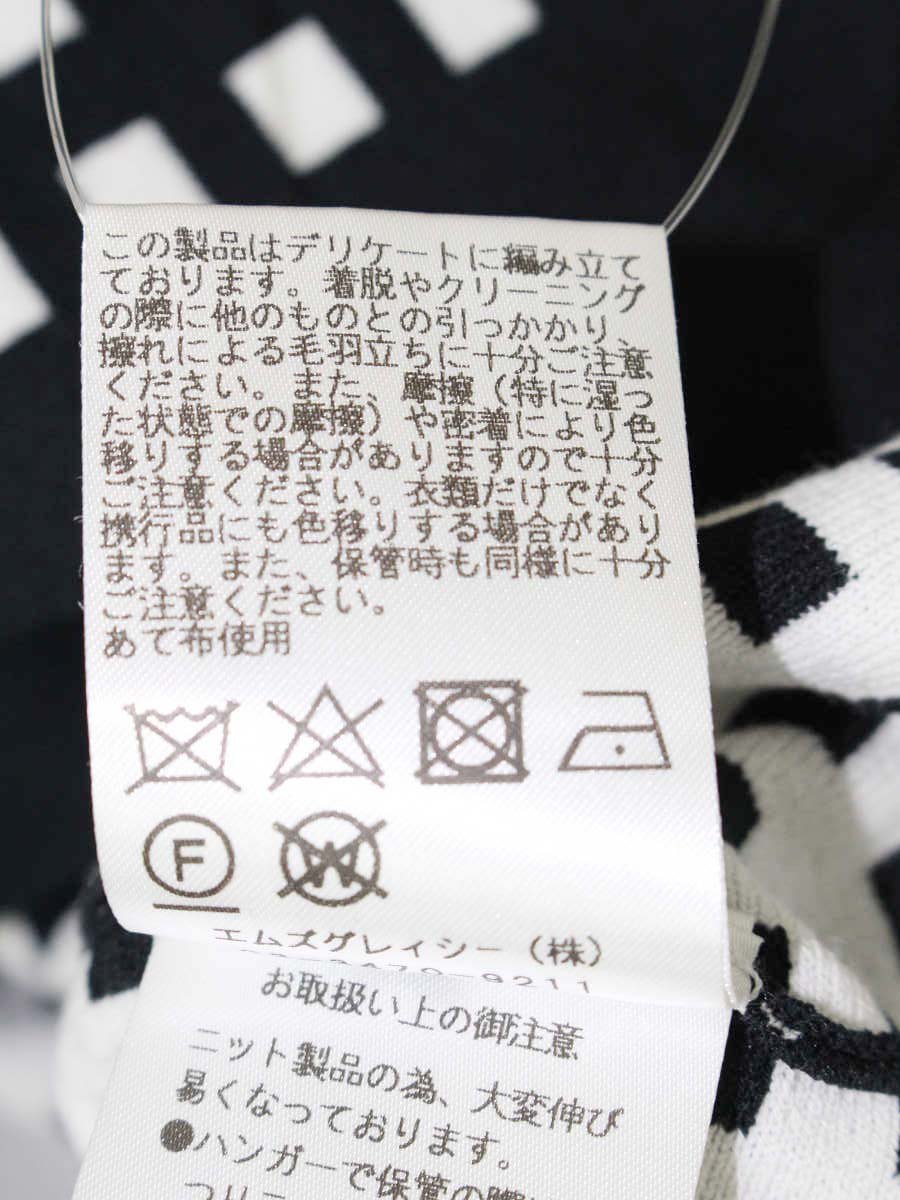 この製品はデリケートに編み立て
ております。着脱やクリーニング
の際に他のものとの引っかかり、
擦れによる毛羽立ちに十分ご注意
ください。また、摩擦（特に湿っ
た状態での摩擦）や密着により色
移りする場合がありますので十分
ご注意ください。衣類だけでなく
携行品にも色移りする場合があり
ます。また、保管時も同様に十分
ご注意ください。
あて布使用
F
W
エムズグレイシー（株）
お取扱い上の御注意
ニット製品の為、大変伸び
易くなっております。
●ハンガーで保管の際に